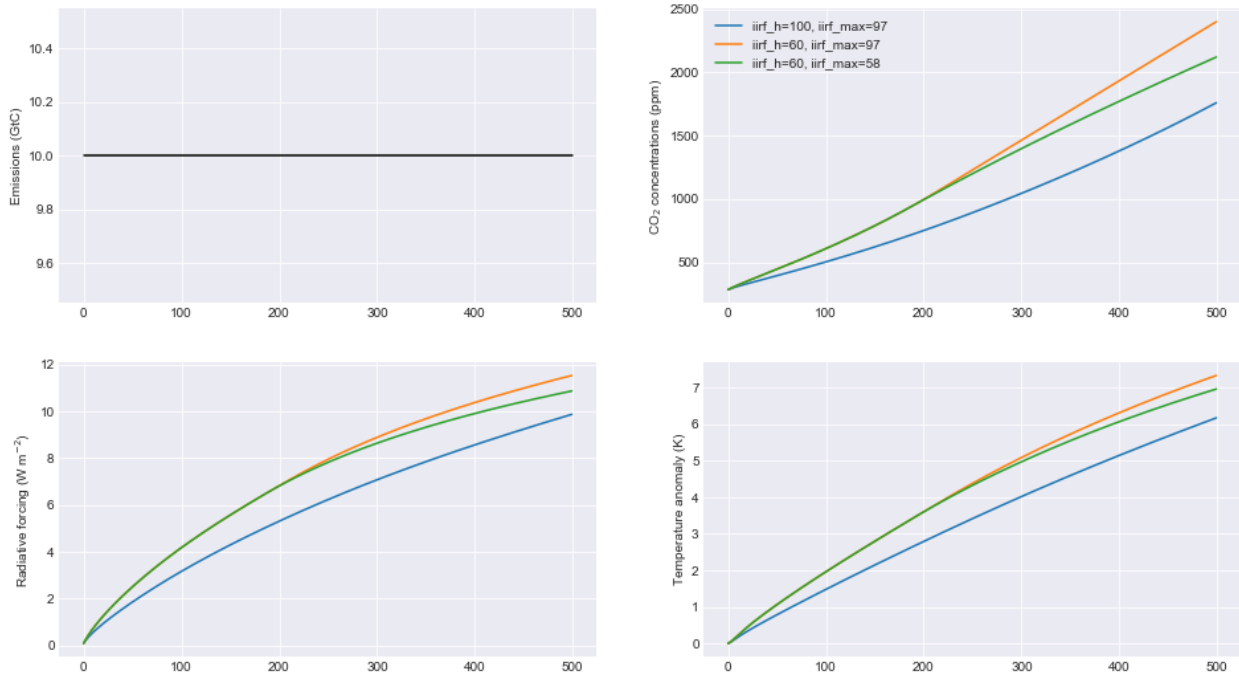 Emissions (GtC)
10.4
10.2
10.0
9.8
9.6
0 100 200 300 400 500
CO₂ concentrations (ppm)
2500
2000
1500
1000
500
iirf_h=100, iirf_max=97
iirf_h=60, iirf_max=97
iirf_h=60, iirf_max=58
0 100 200 300 400 500
Radiative forcing (W m⁻²)
12
10
8
6
4
2
0
0 100 200 300 400 500
Temperature anomaly (K)
7
6
5
4
3
2
1
0
0 100 200 300 400 500